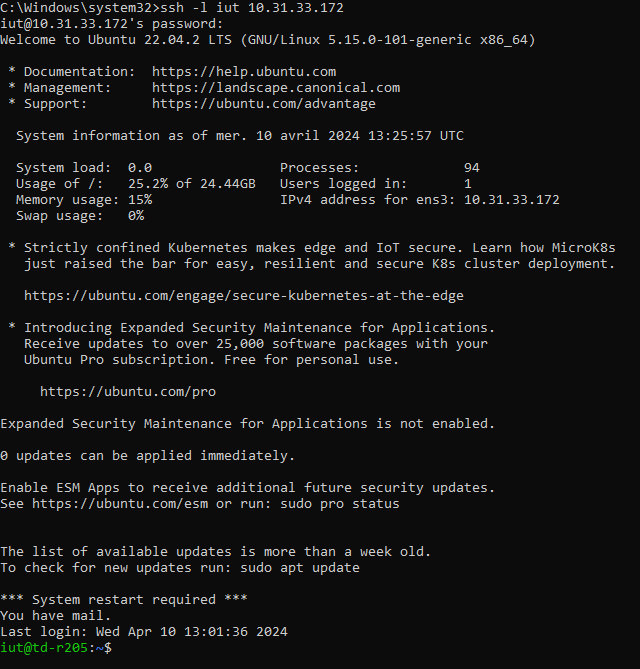 C:\Windows\system32>ssh -l iut 10.31.33.172
iut@10.31.33.172's password:
Welcome to Ubuntu 22.04.2 LTS (GNU/Linux 5.15.0-101-generic x86_64)
* Documentation:  https://help.ubuntu.com
* Management:     https://landscape.canonical.com
* Support:        https://ubuntu.com/advantage
System information as of mer. 10 avril 2024 13:25:57 UTC
System load:  0.0                Processes:             94
Usage of /:   25.2% of 24.44GB   Users logged in:       1
Memory usage: 15%                IPv4 address for ens3: 10.31.33.172
Swap usage:   0%
* Strictly confined Kubernetes makes edge and IoT secure. Learn how MicroK8s
just raised the bar for easy, resilient and secure K8s cluster deployment.
https://ubuntu.com/engage/secure-kubernetes-at-the-edge
* Introducing Expanded Security Maintenance for Applications.
Receive updates to over 25,000 software packages with your
Ubuntu Pro subscription. Free for personal use.
https://ubuntu.com/pro
Expanded Security Maintenance for Applications is not enabled.
0 updates can be applied immediately.
Enable ESM Apps to receive additional future security updates.
See https://ubuntu.com/esm or run: sudo pro status
The list of available updates is more than a week old.
To check for new updates run: sudo apt update
*** System restart required ***
You have mail.
Last login: Wed Apr 10 13:01:36 2024
iut@td-r205:~$